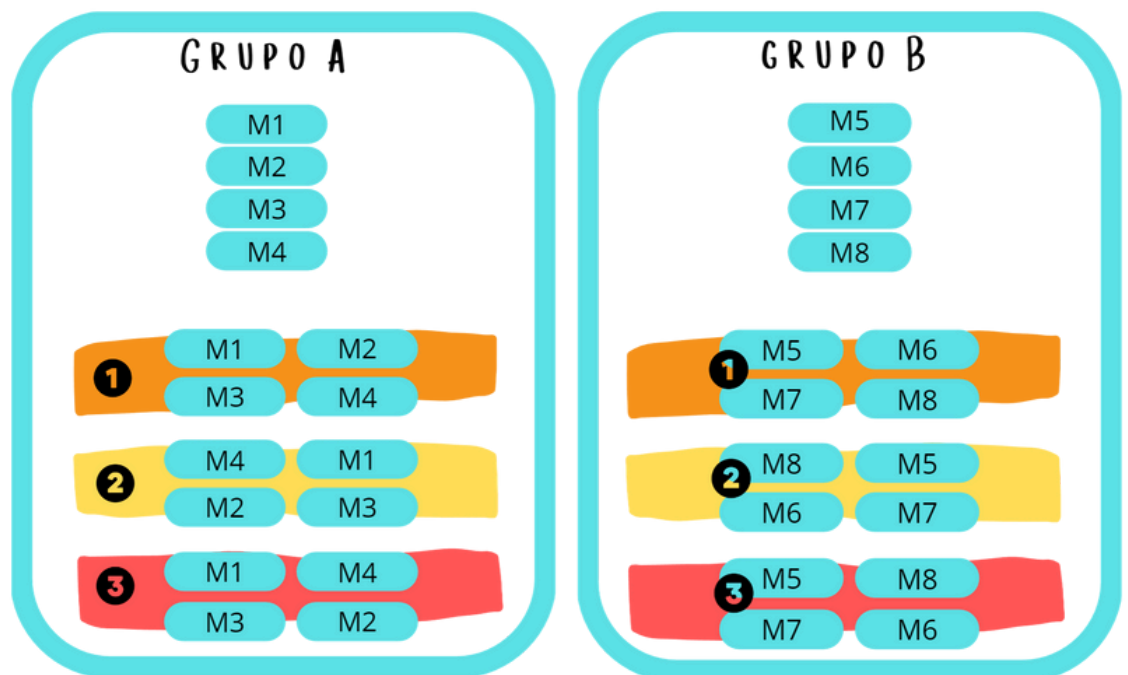 GRUPO A
M1
M2
M3
M4
1
M1 M2
M3 M4
2
M4 M1
M2 M3
3
M1 M4
M3 M2
GRUPO B
M5
M6
M7
M8
1
M5 M6
M7 M8
2
M8 M5
M6 M7
3
M5 M8
M7 M6